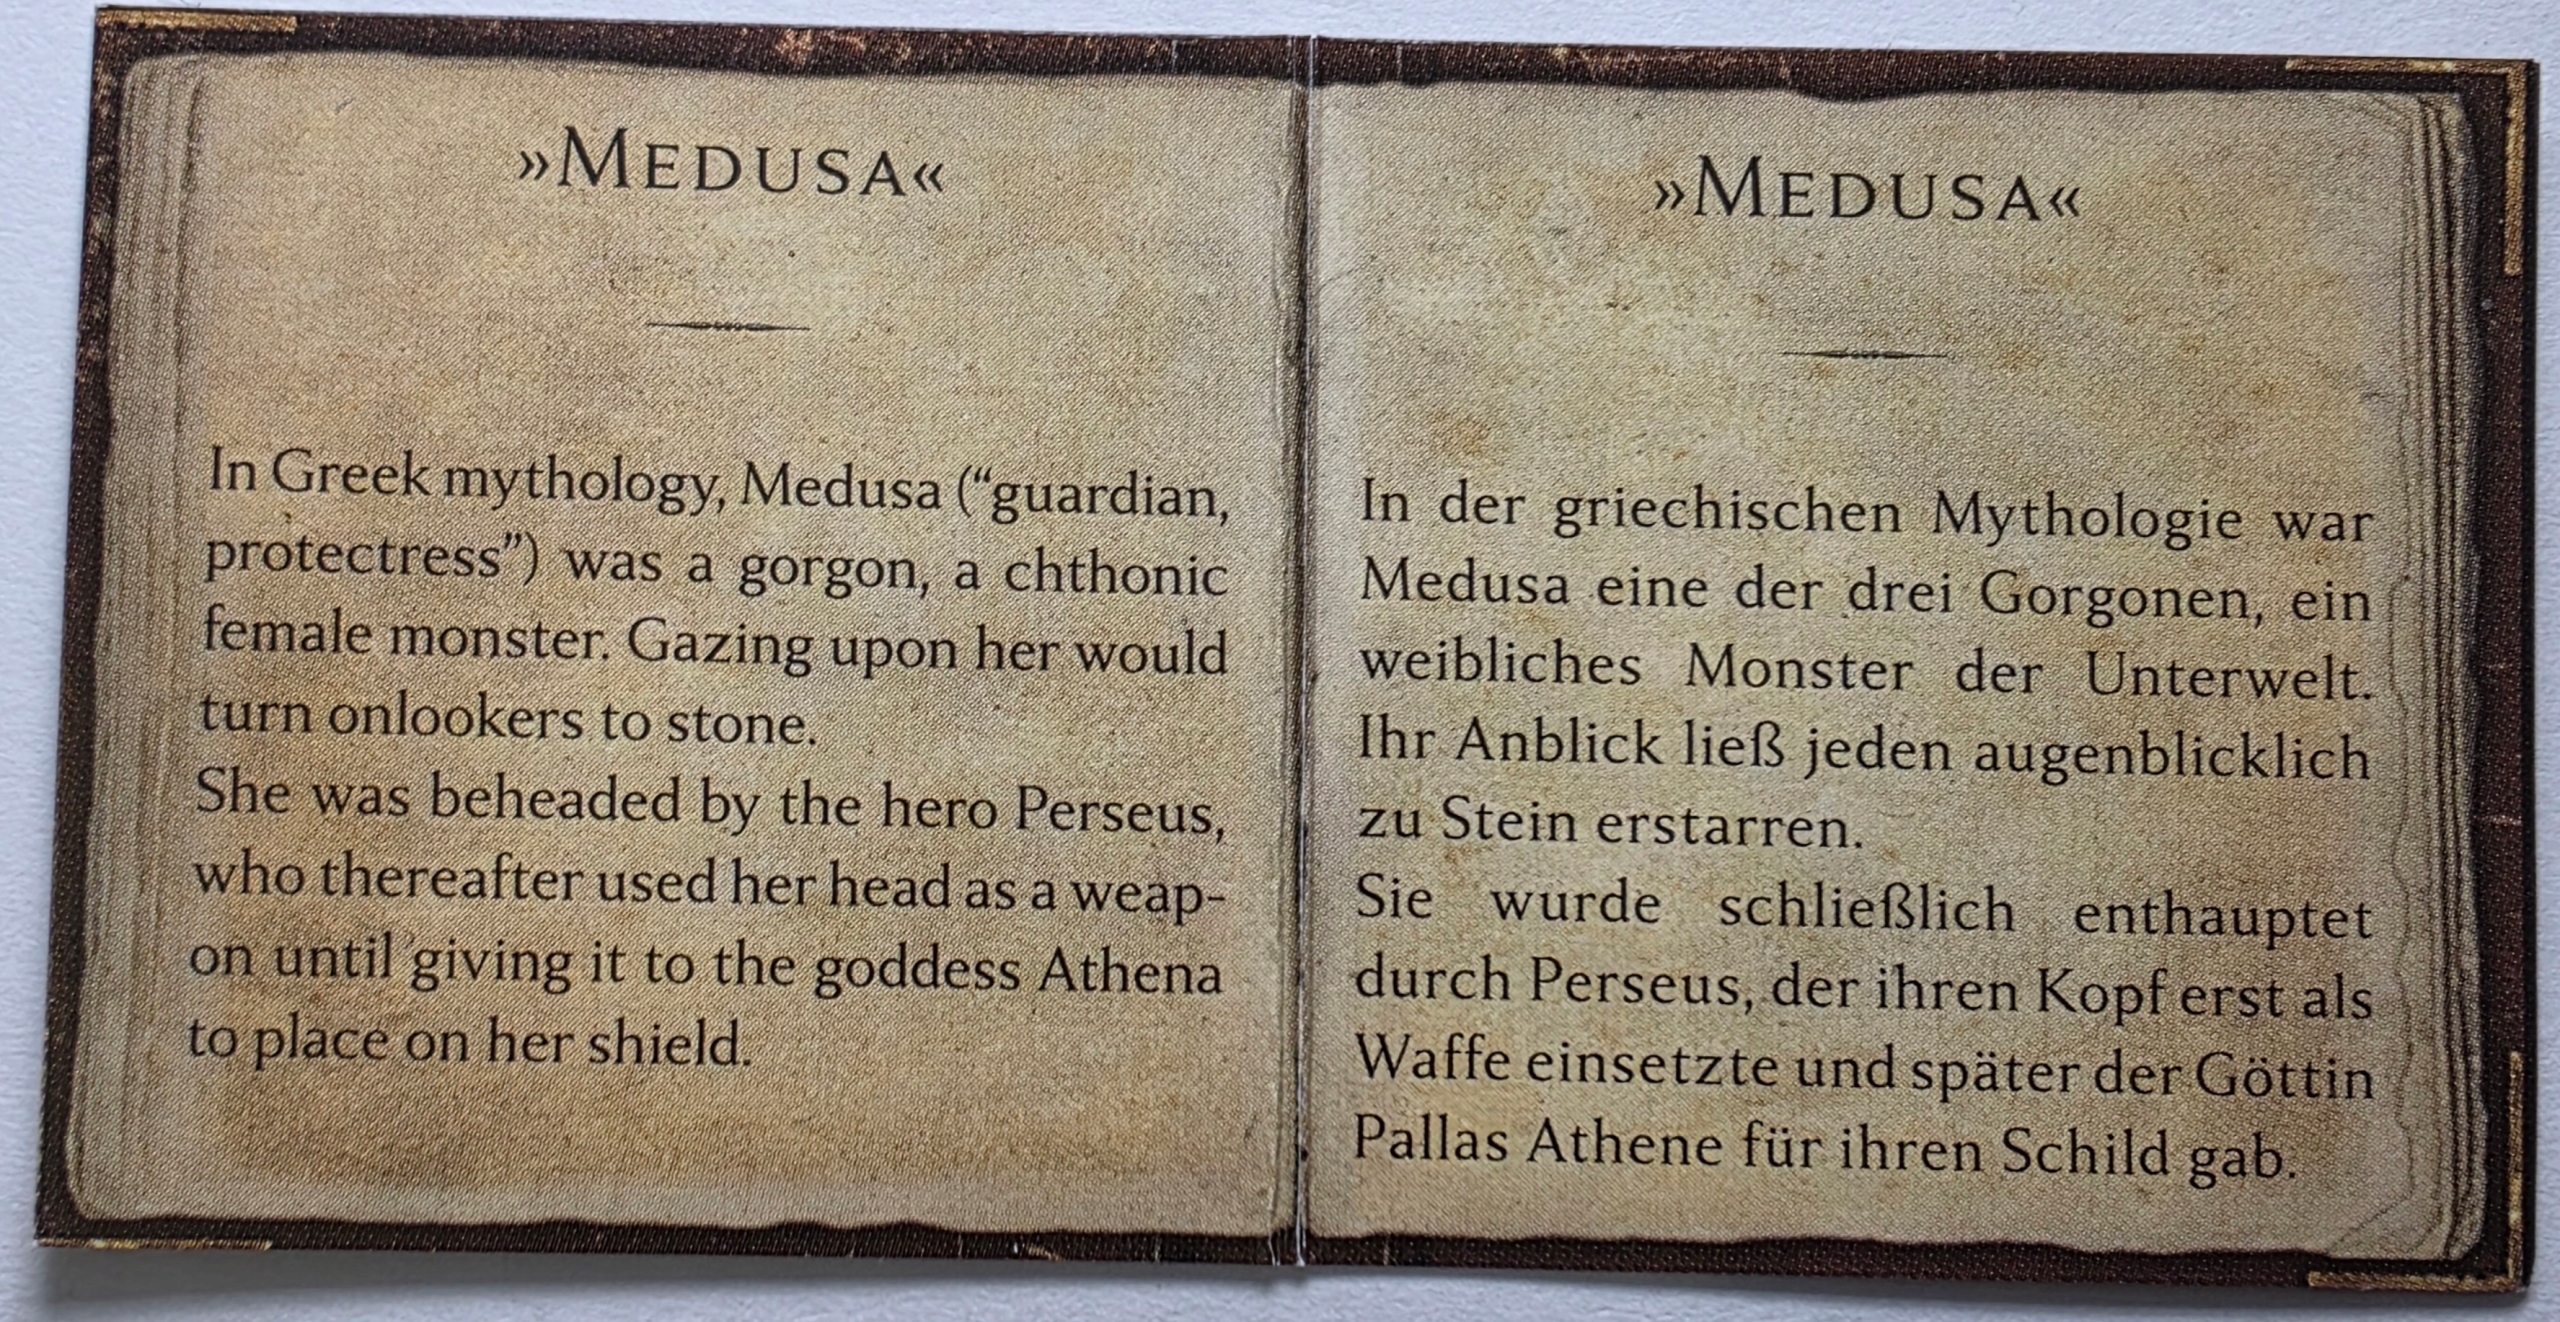 »MEDUSA«
In Greek mythology, Medusa (“guardian,
protectress”) was a gorgon, a chthonic
female monster. Gazing upon her would
turn onlookers to stone.
She was beheaded by the hero Perseus,
who thereafter used her head as a weap-
on until giving it to the goddess Athena
to place on her shield.
»MEDUSA«
In der griechischen Mythologie war
Medusa eine der drei Gorgonen, ein
weibliches Monster der Unterwelt.
Ihr Anblick ließ jeden augenblicklich
zu Stein erstarren.
Sie wurde schließlich enthauptet
durch Perseus, der ihren Kopf erst als
Waffe einsetzte und später der Göttin
Pallas Athene für ihren Schild gab.